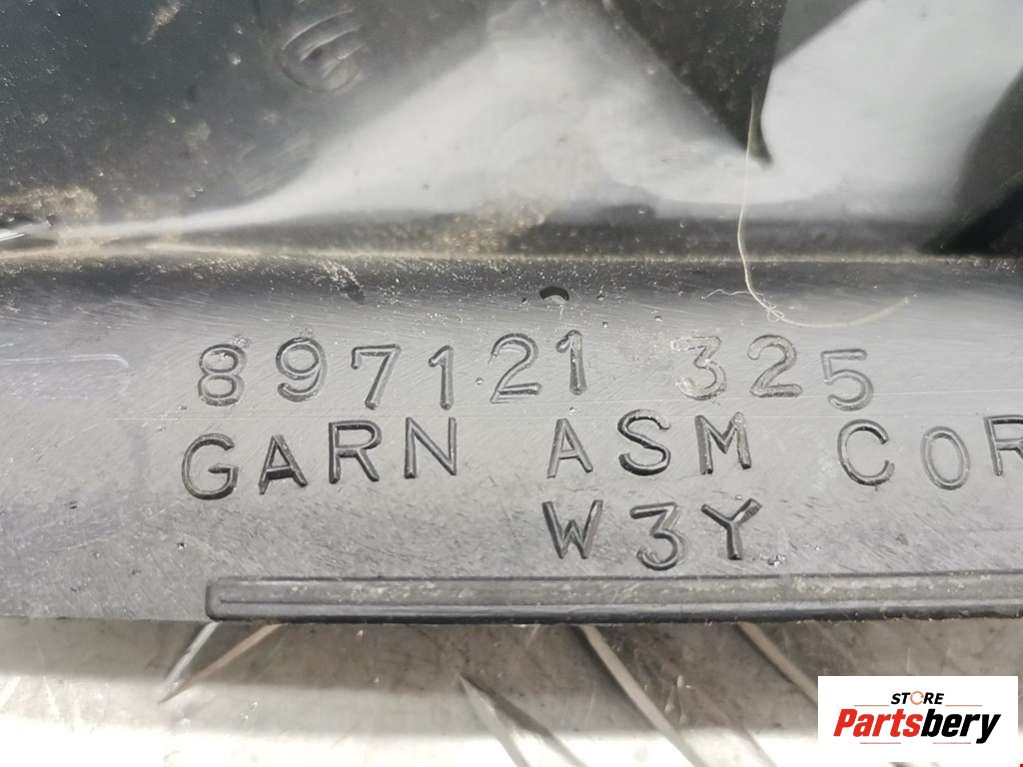 897121 325
GARN ASM COR
W3Y
STORE
Partsbery